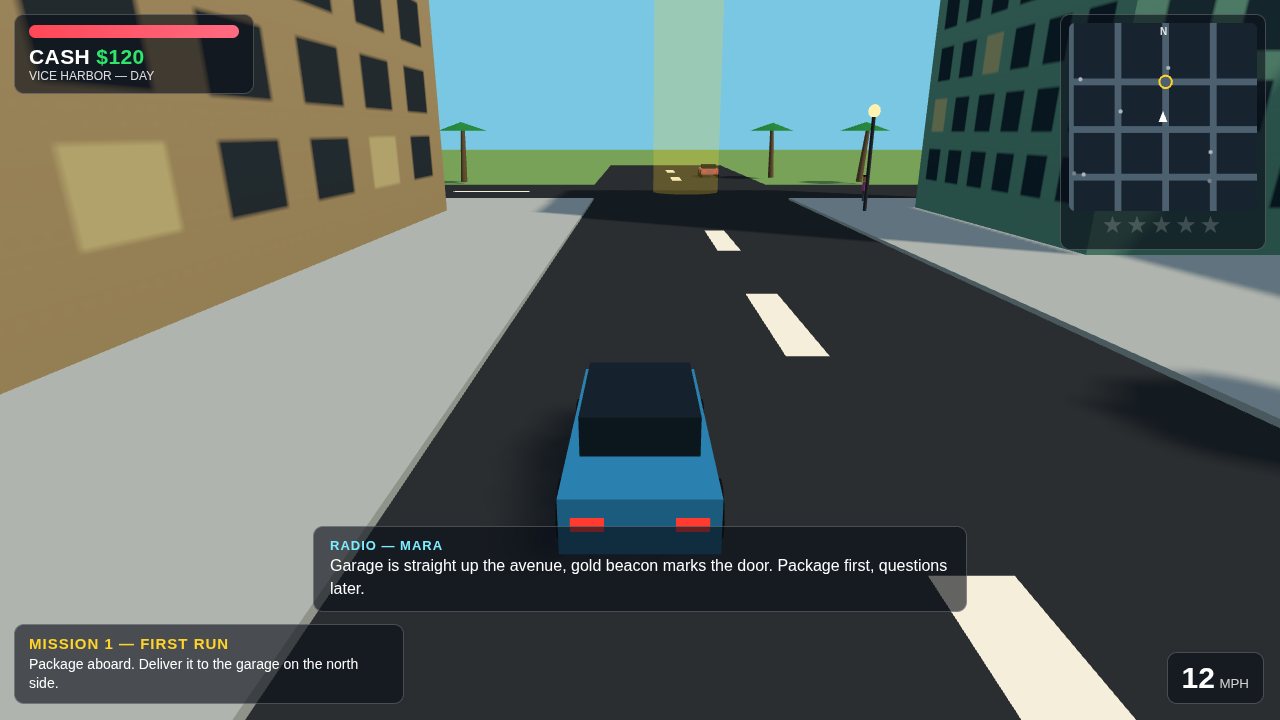 CASH $120
VICE HARBOR — DAY
N
RADIO — MARA
Garage is straight up the avenue, gold beacon marks the door. Package first, questions
later.
MISSION 1 — FIRST RUN
Package aboard. Deliver it to the garage on the north
side.
12 MPH